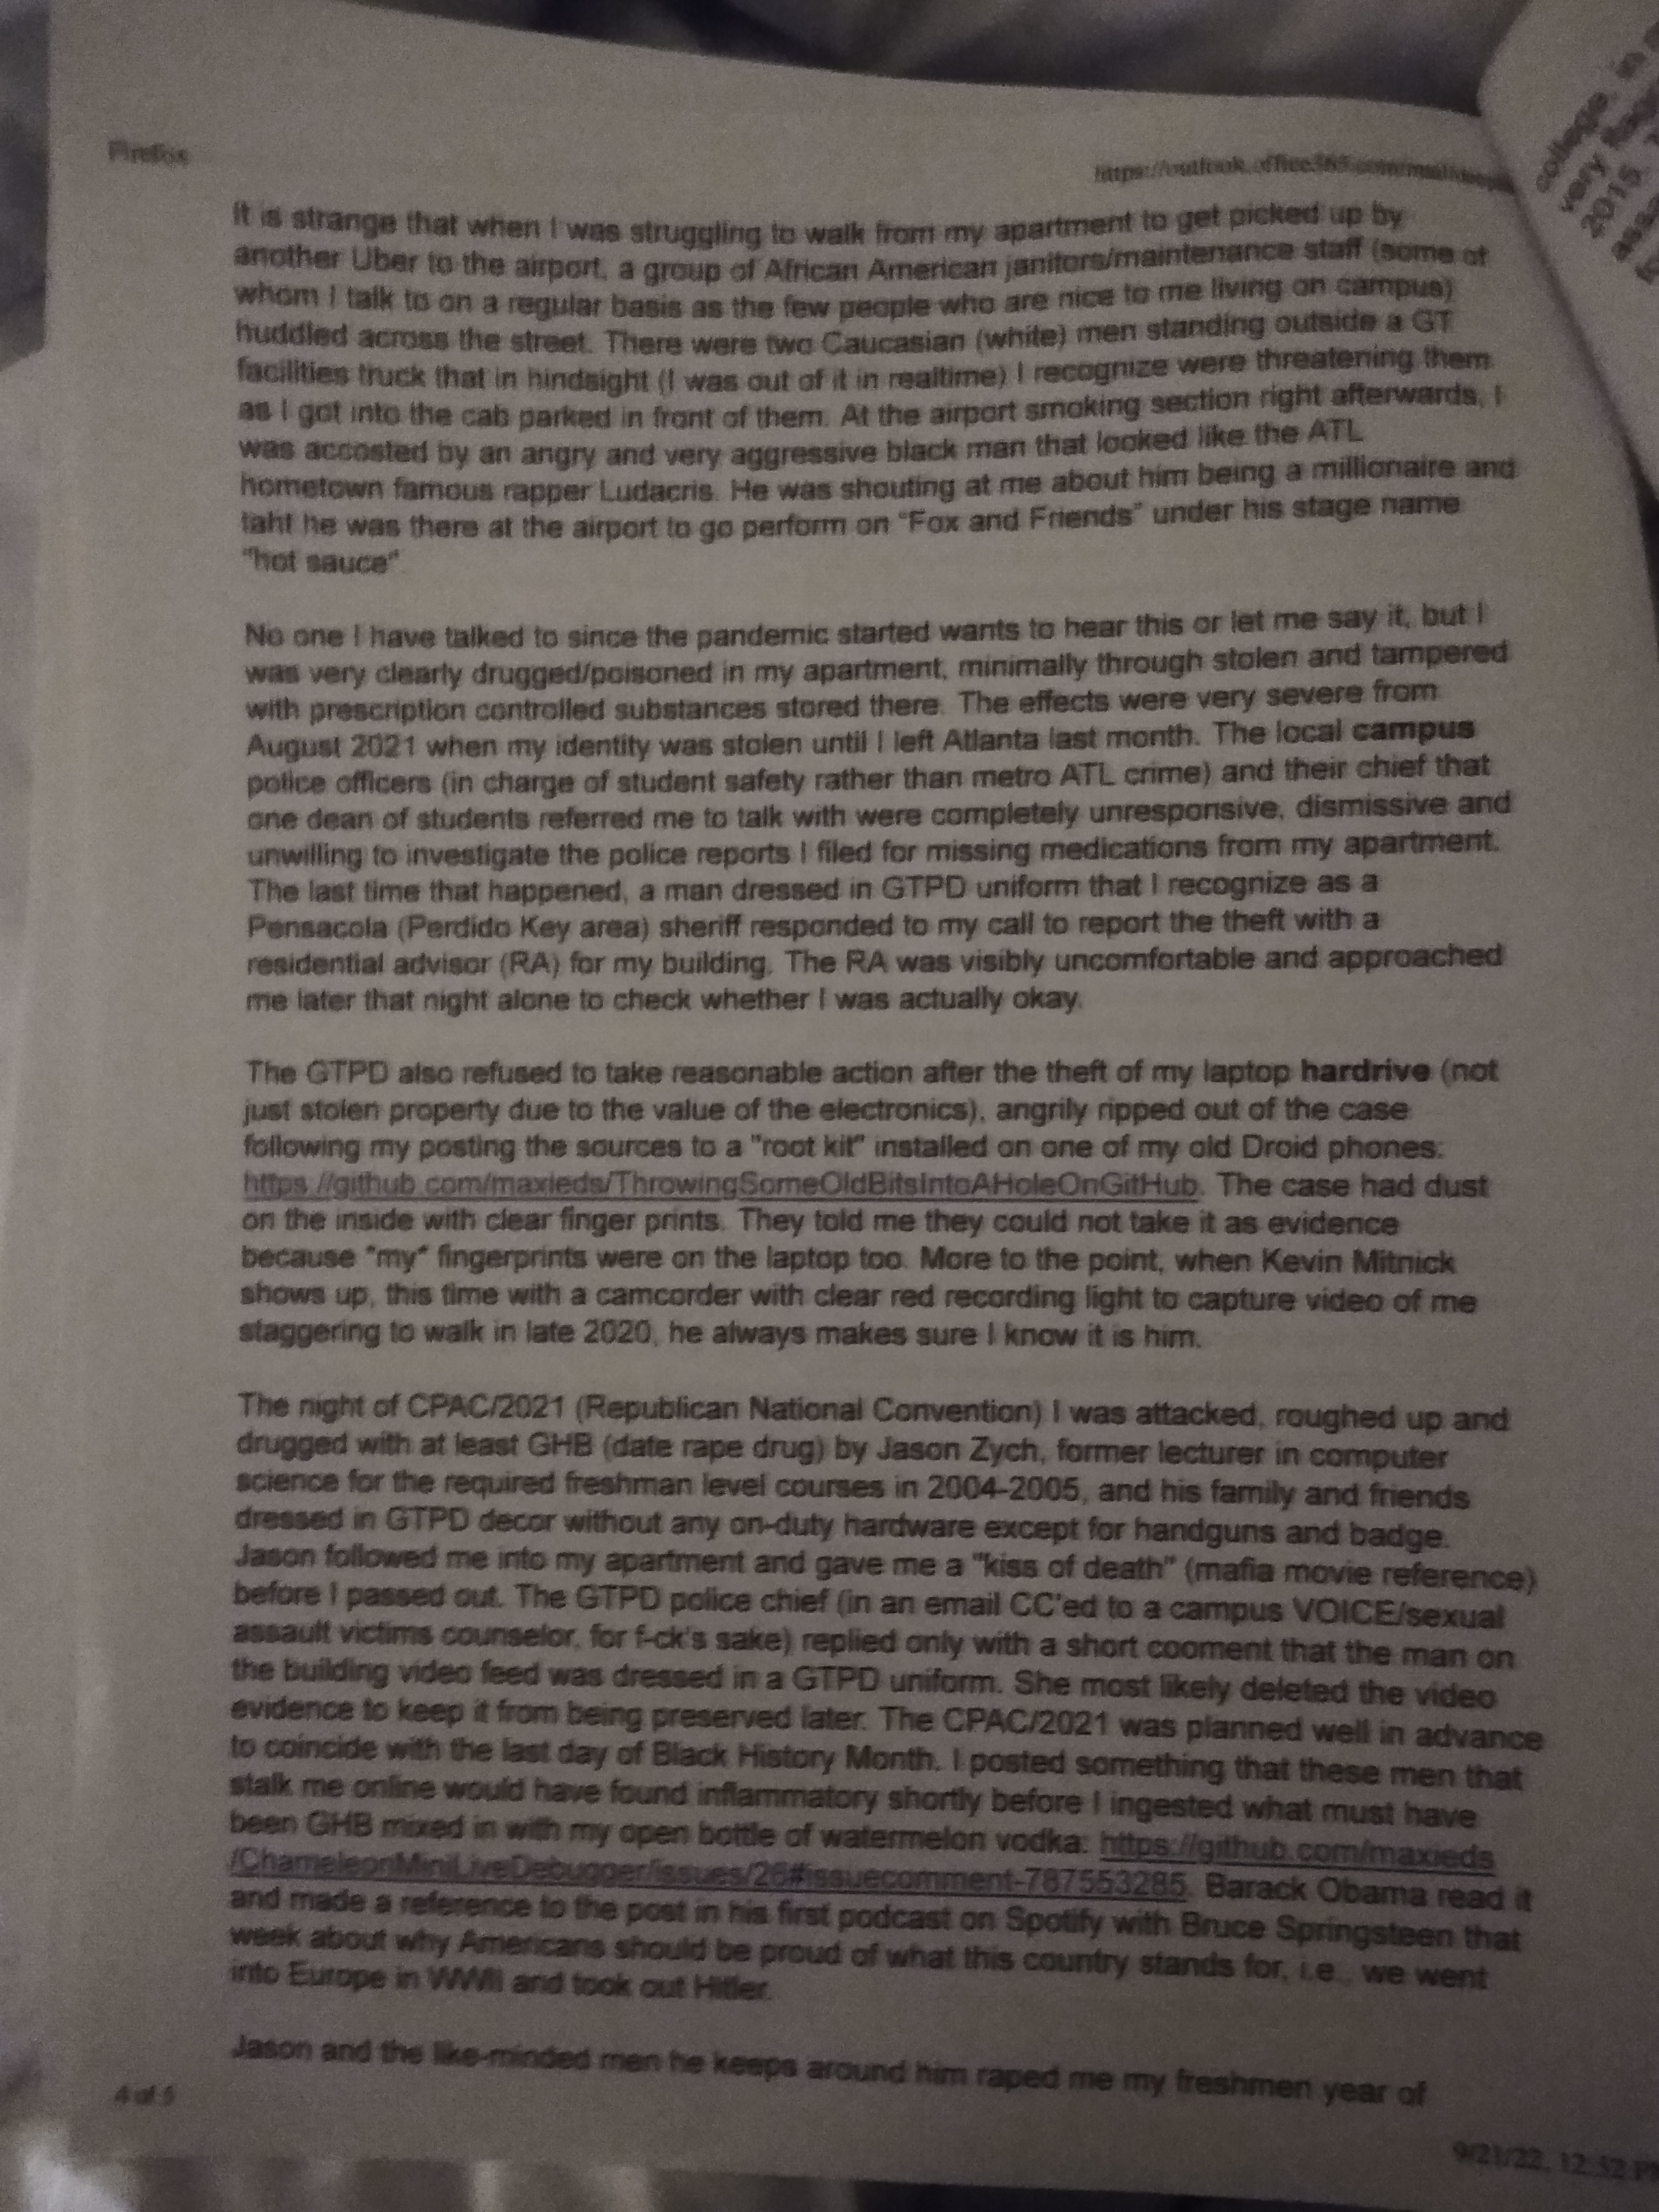 Firefox
https://outlook.office365.com/mail/
It is strange that when I was struggling to walk from my apartment to get picked up by
another Uber to the airport, a group of African American janitors/maintenance staff (some of
whom I talk to on a regular basis as the few people who are nice to me living on campus)
huddled across the street. There were two Caucasian (white) men standing outside a GT
facilities truck that in hindsight (I was out of it in realtime) I recognize were threatening them
as I got into the cab parked in front of them. At the airport smoking section right afterwards, I
was accosted by an angry and very aggressive black man that looked like the ATL
hometown famous rapper Ludacris. He was shouting at me about him being a millionaire and
taht he was there at the airport to go perform on "Fox and Friends" under his stage name
"hot sauce".
No one I have talked to since the pandemic started wants to hear this or let me say it, but I
was very clearly drugged/poisoned in my apartment, minimally through stolen and tampered
with prescription controlled substances stored there. The effects were very severe from
August 2021 when my identity was stolen until I left Atlanta last month. The local campus
police officers (in charge of student safety rather than metro ATL crime) and their chief that
one dean of students referred me to talk with were completely unresponsive, dismissive and
unwilling to investigate the police reports I filed for missing medications from my apartment.
The last time that happened, a man dressed in GTPD uniform that I recognize as a
Pensacola (Perdido Key area) sheriff responded to my call to report the theft with a
residential advisor (RA) for my building. The RA was visibly uncomfortable and approached
me later that night alone to check whether I was actually okay.
The GTPD also refused to take reasonable action after the theft of my laptop hardrive (not
just stolen property due to the value of the electronics), angrily ripped out of the case
following my posting the sources to a "root kit" installed on one of my old Droid phones:
https://github.com/maxieds/ThrowingSomeOldBitsIntoAHoleOnGitHub. The case had dust
on the inside with clear finger prints. They told me they could not take it as evidence
because *my* fingerprints were on the laptop too. More to the point, when Kevin Mitnick
shows up, this time with a camcorder with clear red recording light to capture video of me
staggering to walk in late 2020, he always makes sure I know it is him.
The night of CPAC/2021 (Republican National Convention) I was attacked, roughed up and
drugged with at least GHB (date rape drug) by Jason Zych, former lecturer in computer
science for the required freshman level courses in 2004-2005, and his family and friends
dressed in GTPD decor without any on-duty hardware except for handguns and badge.
Jason followed me into my apartment and gave me a "kiss of death" (mafia movie reference)
before I passed out. The GTPD police chief (in an email CC'ed to a campus VOICE/sexual
assault victims counselor, for f-ck's sake) replied only with a short cooment that the man on
the building video feed was dressed in a GTPD uniform. She most likely deleted the video
evidence to keep it from being preserved later. The CPAC/2021 was planned well in advance
to coincide with the last day of Black History Month. I posted something that these men that
stalk me online would have found inflammatory shortly before I ingested what must have
been GHB mixed in with my open bottle of watermelon vodka: https://github.com/maxieds
/ChameleonMiniLiveDebugger/issues/26#issuecomment-787553285. Barack Obama read it
and made a reference to the post in his first podcast on Spotify with Bruce Springsteen that
week about why Americans should be proud of what this country stands for, i.e., we went
into Europe in WWII and took out Hitler.
Jason and the like-minded men he keeps around him raped me my freshmen year of
4 of 5
9/21/22, 12:52 PM
college, in
very
2015